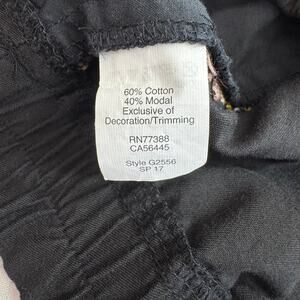 60% Cotton
40% Modal
Exclusive of
Decoration/Trimming
RN77388
CA56445
Style G2556
SP 17